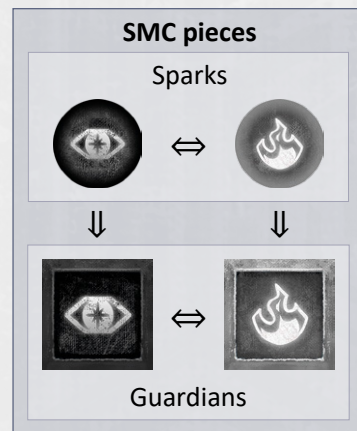 SMC pieces
Sparks
⇔
⇓ ⇓
⇔
Guardians